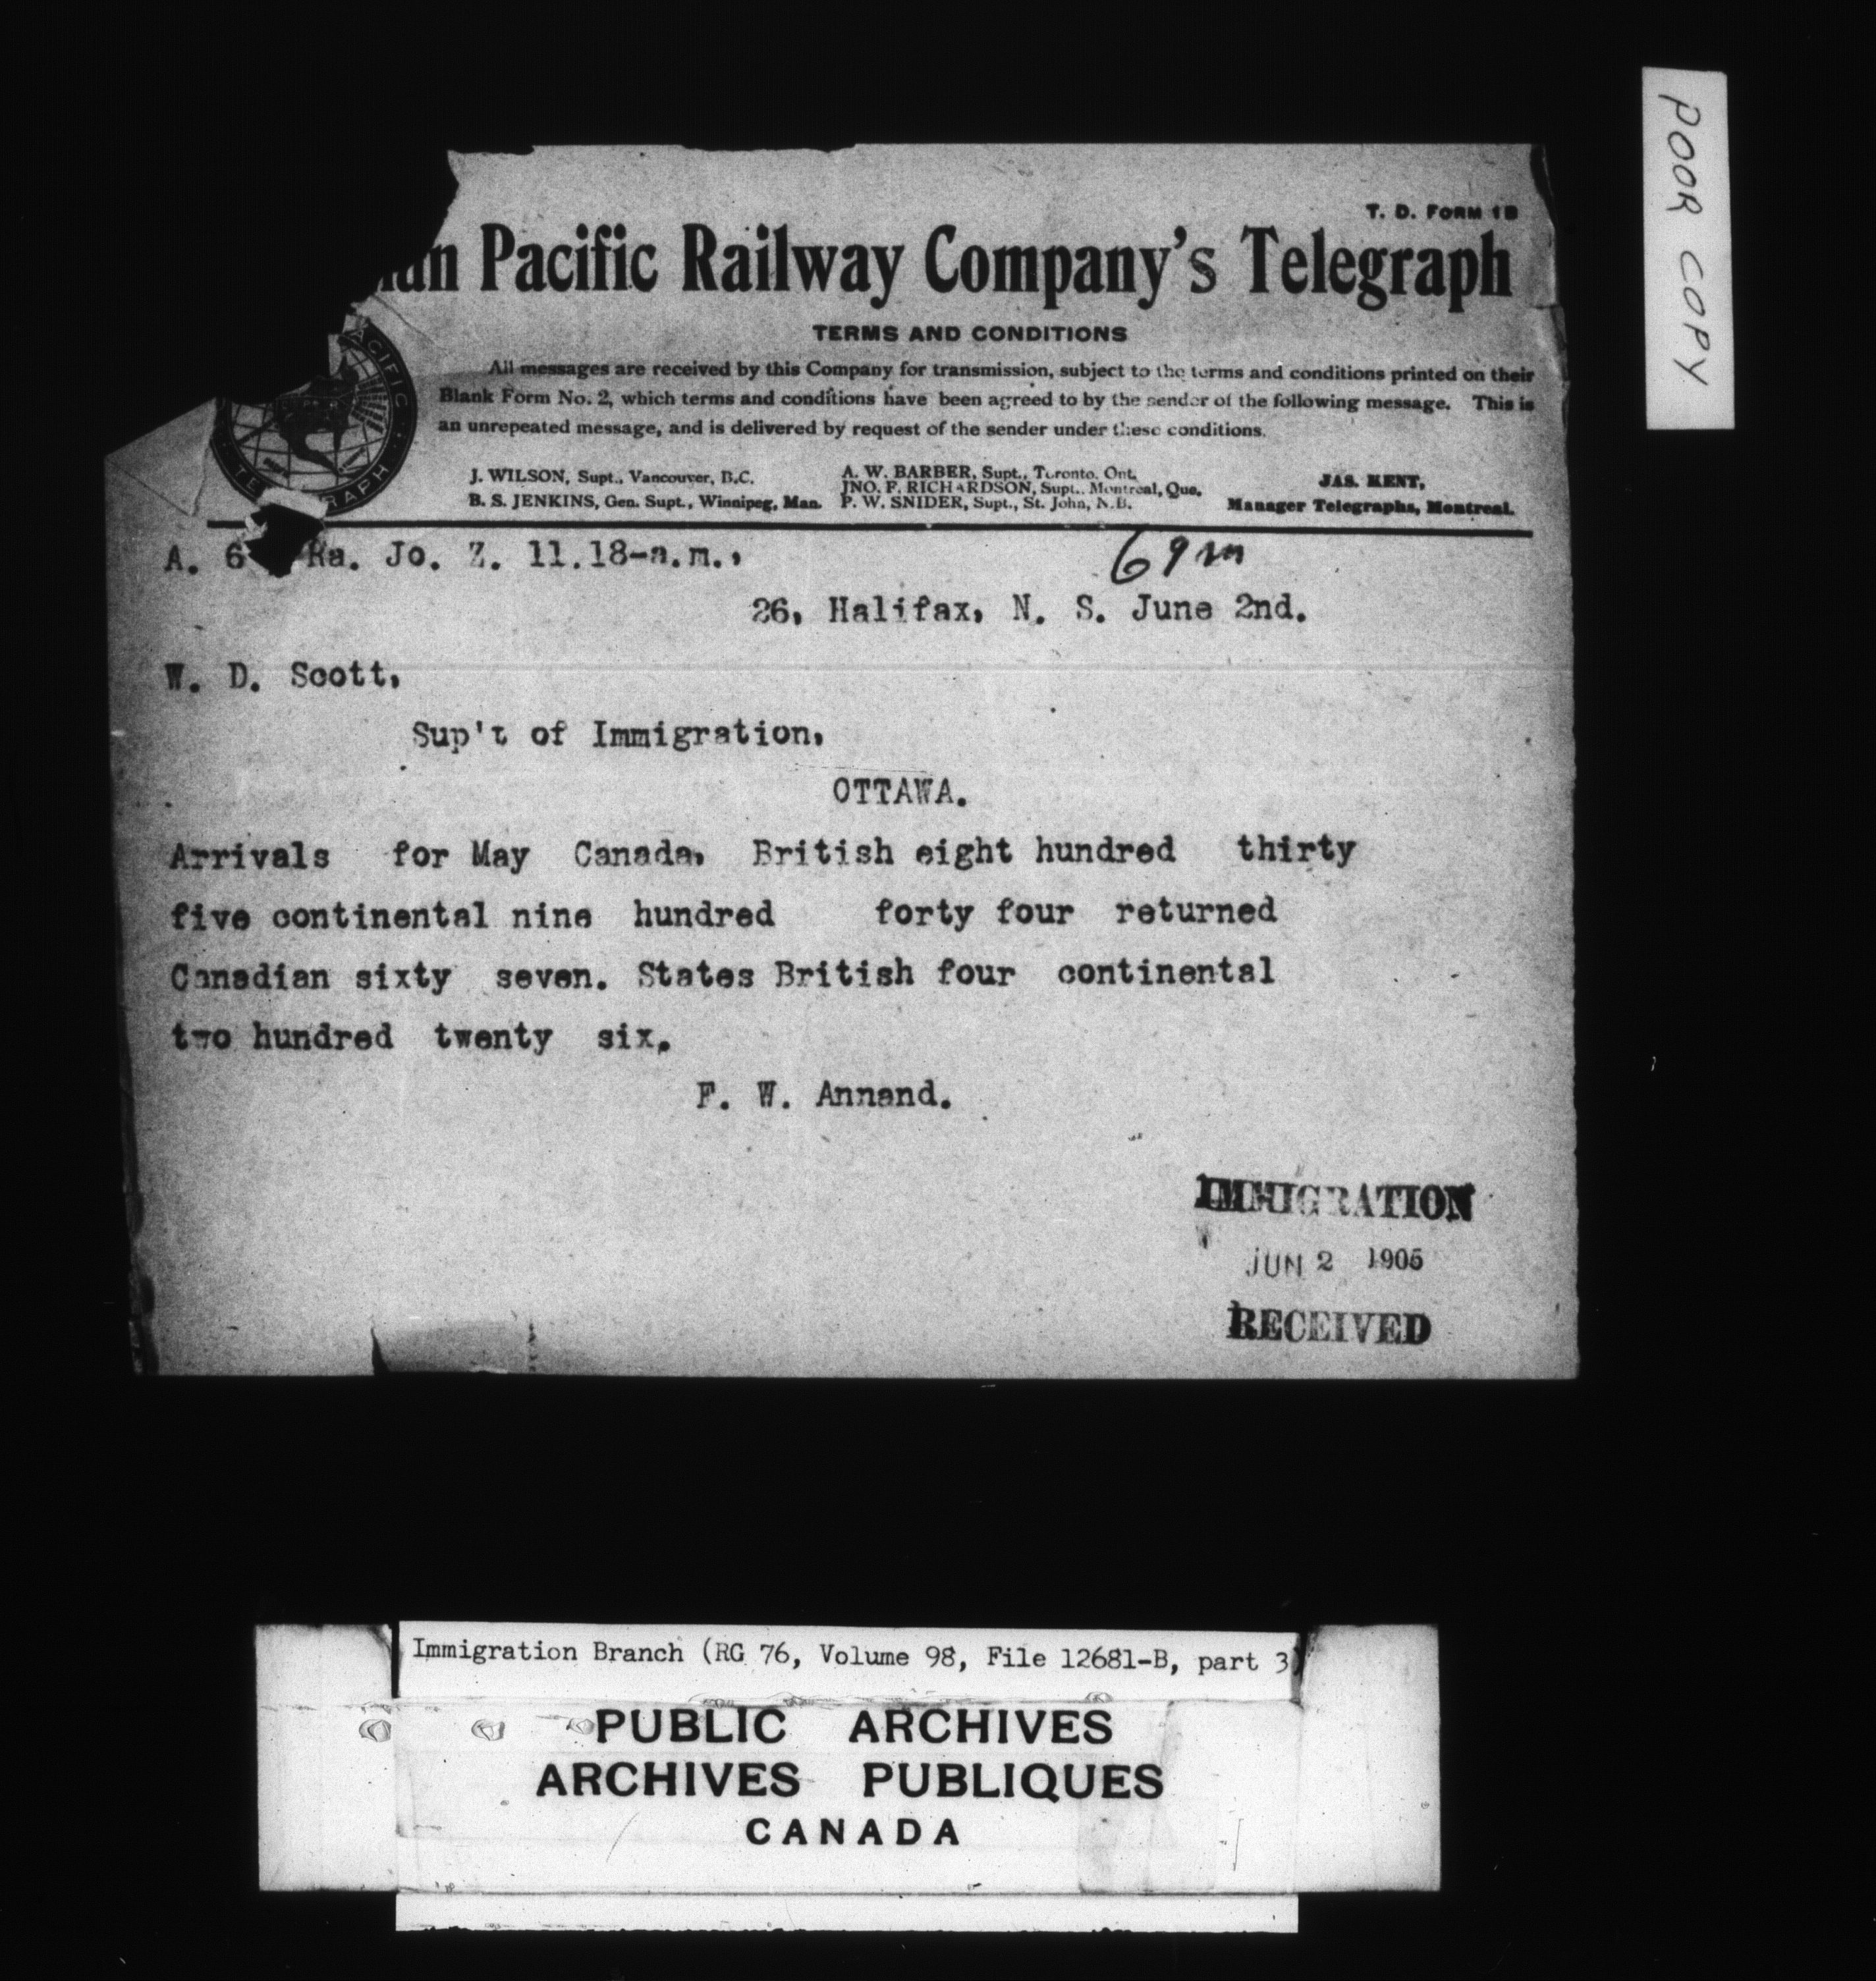 POOR COPY
T. D. FORM 1B
Pacific Railway Company's Telegraph
TERMS AND CONDITIONS
All messages are received by this Company for transmission, subject to the terms and conditions printed on their
Blank Form No. 2, which terms and conditions have been agreed to by the sender of the following message. This is
an unrepeated message, and is delivered by request of the sender under these conditions.
J. WILSON, Supt., Vancouver, B.C.
B. S. JENKINS, Gen. Supt., Winnipeg, Man.
A. W. BARBER, Supt., Toronto, Ont.
JNO. F. RICHARDSON, Supt., Montreal, Que.
P. W. SNIDER, Supt., St. John, N.B.
JAS. KENT,
Manager Telegraphs, Montreal.
A. 6 Ra. Jo. Z. 11.18-a.m.,
26, Halifax, N. S. June 2nd.
W. D. Scott,
Sup't of Immigration,
OTTAWA.
Arrivals for May Canada, British eight hundred thirty
five continental nine hundred forty four returned
Canadian sixty seven. States British four continental
two hundred twenty six.
F. W. Annand.
IMMIGRATION
JUN 2 1905
RECEIVED
Immigration Branch (RG 76, Volume 98, File 12681-B, part 3)
PUBLIC ARCHIVES
ARCHIVES PUBLIQUES
CANADA